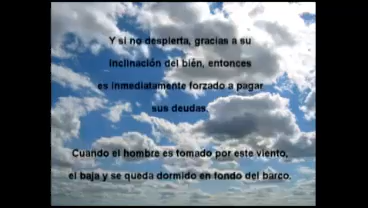 Y si no despierta, gracias a su
inclinación del bién, entonces
es inmediatamente forzado a pagar
sus deudas.
Cuando el hombre es tomado por este viento,
el baja y se queda dormido en fondo del barco.